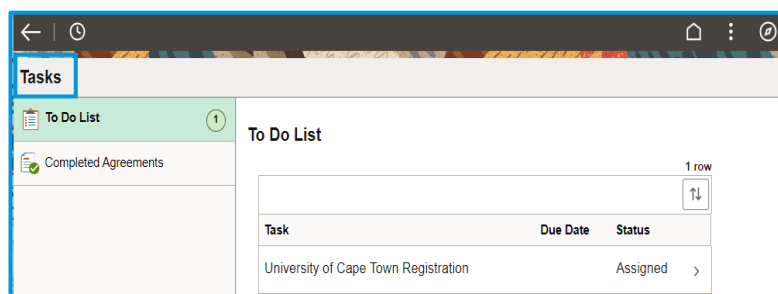 Tasks
To Do List 1
Completed Agreements
To Do List
1 row
Task Due Date Status
University of Cape Town Registration Assigned